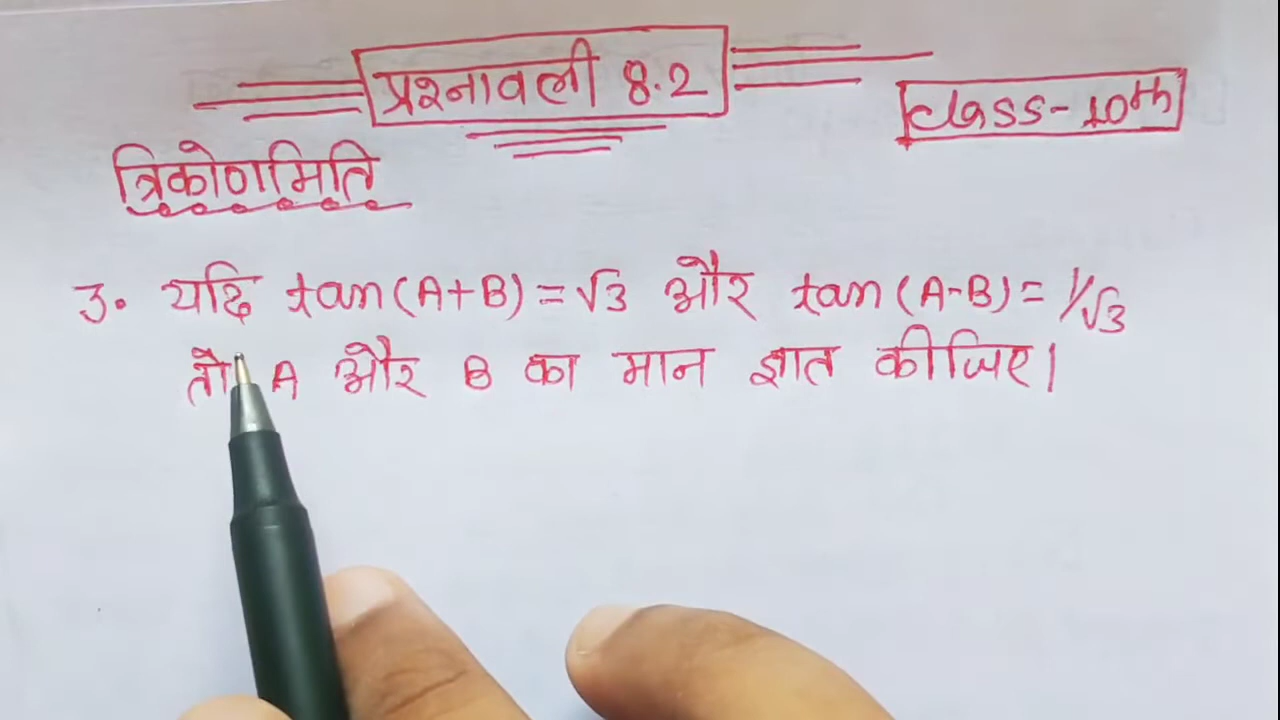 प्रश्नावली 8.2
Class-10th
त्रिकोणमिति
3. यदि tan(A+B)=√3 और tan(A-B)= 1/√3
तो A और B का मान ज्ञात कीजिए।